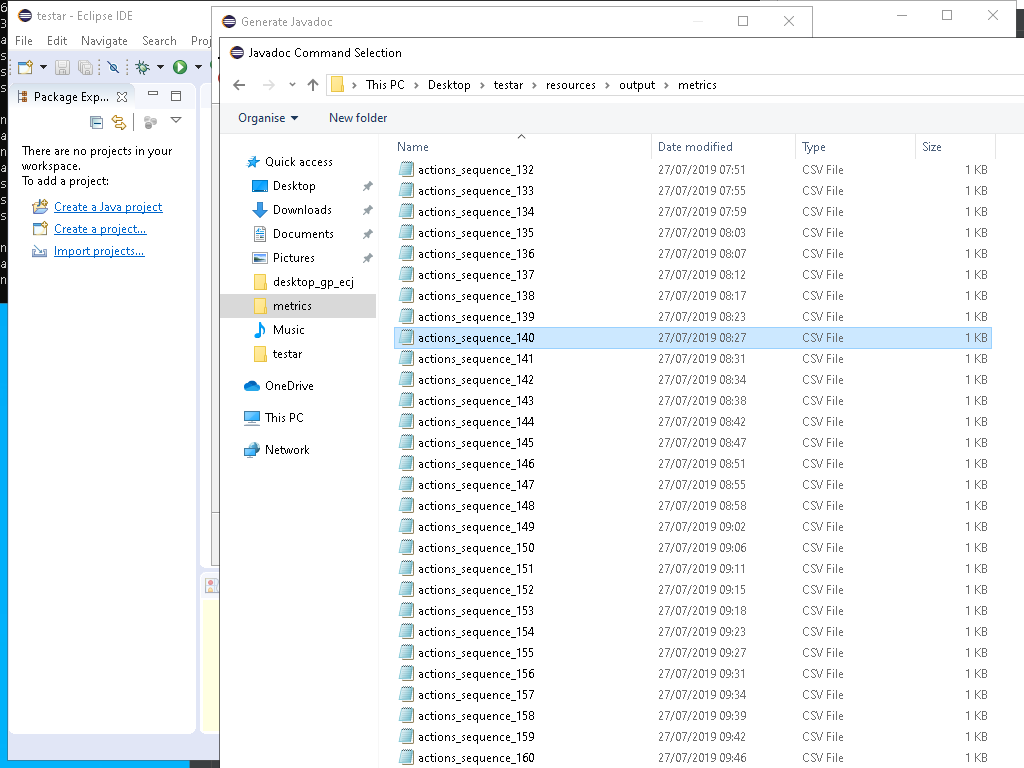 testar - Eclipse IDE
File Edit Navigate Search Proj
Package Exp...
There are no projects in your
workspace.
To add a project:
Create a Java project
Create a project...
Import projects...
Generate Javadoc
Javadoc Command Selection
This PC > Desktop > testar > resources > output > metrics
Organise New folder
Quick access
Desktop
Downloads
Documents
Pictures
desktop_gp_ecj
metrics
Music
testar
OneDrive
This PC
Network
Name Date modified Type Size
actions_sequence_132 27/07/2019 07:51 CSV File 1 KB
actions_sequence_133 27/07/2019 07:55 CSV File 1 KB
actions_sequence_134 27/07/2019 07:59 CSV File 1 KB
actions_sequence_135 27/07/2019 08:03 CSV File 1 KB
actions_sequence_136 27/07/2019 08:07 CSV File 1 KB
actions_sequence_137 27/07/2019 08:12 CSV File 1 KB
actions_sequence_138 27/07/2019 08:17 CSV File 1 KB
actions_sequence_139 27/07/2019 08:23 CSV File 1 KB
actions_sequence_140 27/07/2019 08:27 CSV File 1 KB
actions_sequence_141 27/07/2019 08:31 CSV File 1 KB
actions_sequence_142 27/07/2019 08:34 CSV File 1 KB
actions_sequence_143 27/07/2019 08:38 CSV File 1 KB
actions_sequence_144 27/07/2019 08:42 CSV File 1 KB
actions_sequence_145 27/07/2019 08:47 CSV File 1 KB
actions_sequence_146 27/07/2019 08:51 CSV File 1 KB
actions_sequence_147 27/07/2019 08:55 CSV File 1 KB
actions_sequence_148 27/07/2019 08:58 CSV File 1 KB
actions_sequence_149 27/07/2019 09:02 CSV File 1 KB
actions_sequence_150 27/07/2019 09:06 CSV File 1 KB
actions_sequence_151 27/07/2019 09:11 CSV File 1 KB
actions_sequence_152 27/07/2019 09:15 CSV File 1 KB
actions_sequence_153 27/07/2019 09:18 CSV File 1 KB
actions_sequence_154 27/07/2019 09:23 CSV File 1 KB
actions_sequence_155 27/07/2019 09:27 CSV File 1 KB
actions_sequence_156 27/07/2019 09:31 CSV File 1 KB
actions_sequence_157 27/07/2019 09:34 CSV File 1 KB
actions_sequence_158 27/07/2019 09:39 CSV File 1 KB
actions_sequence_159 27/07/2019 09:42 CSV File 1 KB
actions_sequence_160 27/07/2019 09:46 CSV File 1 KB